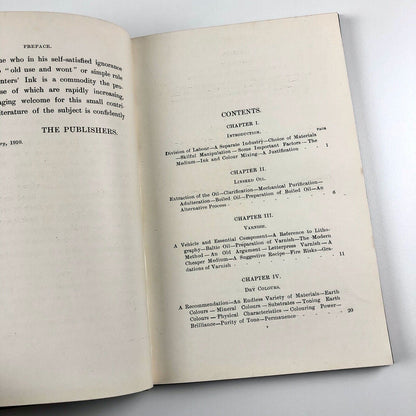 PREFACE.
one who in his self-satisfied ignorance
to "old use and wont" or simple rule
nters' Ink is a commodity the pro-
se of which are rapidly increasing,
aging welcome for this small contri-
iterature of the subject is confidently
THE PUBLISHERS.
ry, 1920.
CONTENTS.
CHAPTER I.
INTRODUCTION.
PAGE
Division of Labour—A Separate Industry—Choice of Materials
—Skilful Manipulation—Some Important Factors—The
Medium—Ink and Colour Mixing—A Justification 1
CHAPTER II.
LINSEED OIL.
Extraction of the Oil—Clarification—Mechanical Purification—
Adulteration—Boiled Oil—Preparation of Boiled Oil—An
Alternative Process 6
CHAPTER III.
VARNISH.
A Vehicle and Essential Component—A Reference to Litho-
graphy—Baltic Oil—Preparation of Varnish—The Modern
Method—An Old Argument—Letterpress Varnish—A
Cheaper Medium—A Suggestive Recipe—Fire Risks—Gra-
dations of Varnish 11
CHAPTER IV.
DRY COLOURS.
A Recommendation—An Endless Variety of Materials—Earth
Colours—Mineral Colours—Substrates—Toning Earth
Colours—Physical Characteristics—Colouring Power—
Brilliance—Purity of Tone—Permanence 20